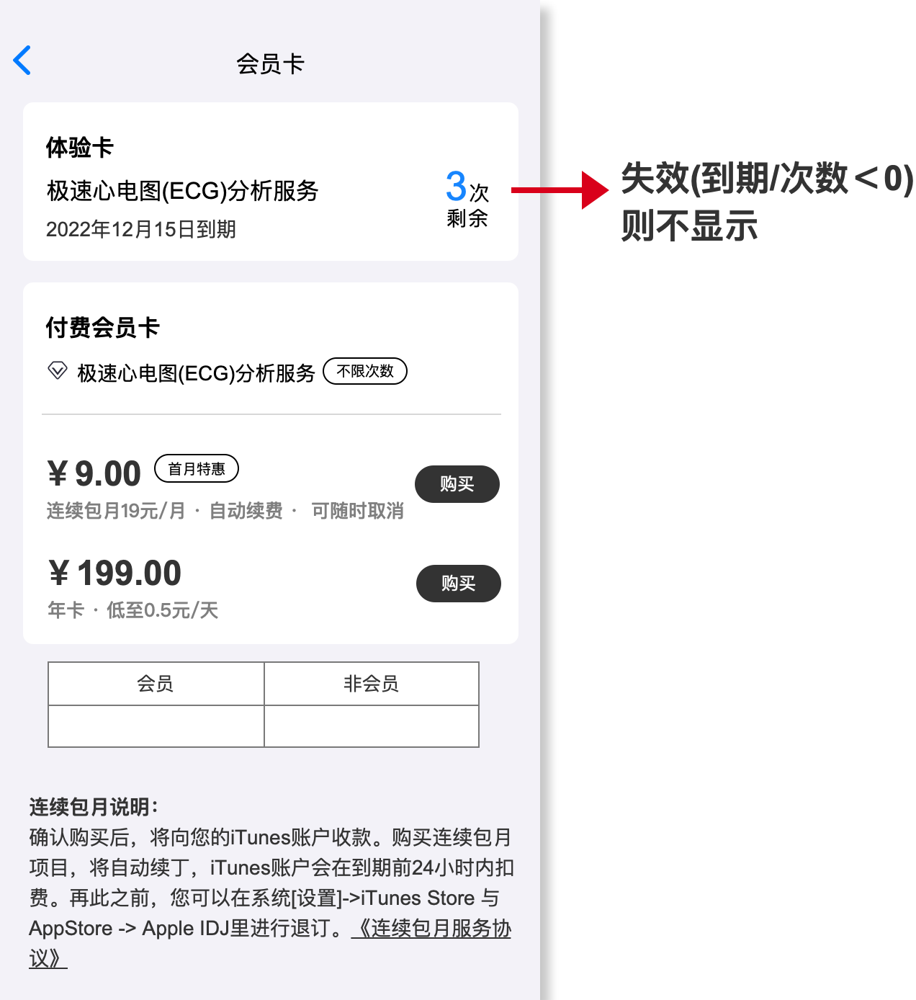 会员卡
体验卡
极速心电图(ECG)分析服务
2022年12月15日到期
3次
剩余
失效(到期/次数＜0)
则不显示
付费会员卡
极速心电图(ECG)分析服务 不限次数
￥9.00 首月特惠
连续包月19元/月 · 自动续费 · 可随时取消
购买
￥199.00
年卡 · 低至0.5元/天
购买
会员 非会员
连续包月说明：
确认购买后，将向您的iTunes账户收款。购买连续包月
项目，将自动续丁，iTunes账户会在到期前24小时内扣
费。再此之前，您可以在系统[设置]->iTunes Store 与
AppStore -> Apple IDJ里进行退订。《连续包月服务协
议》